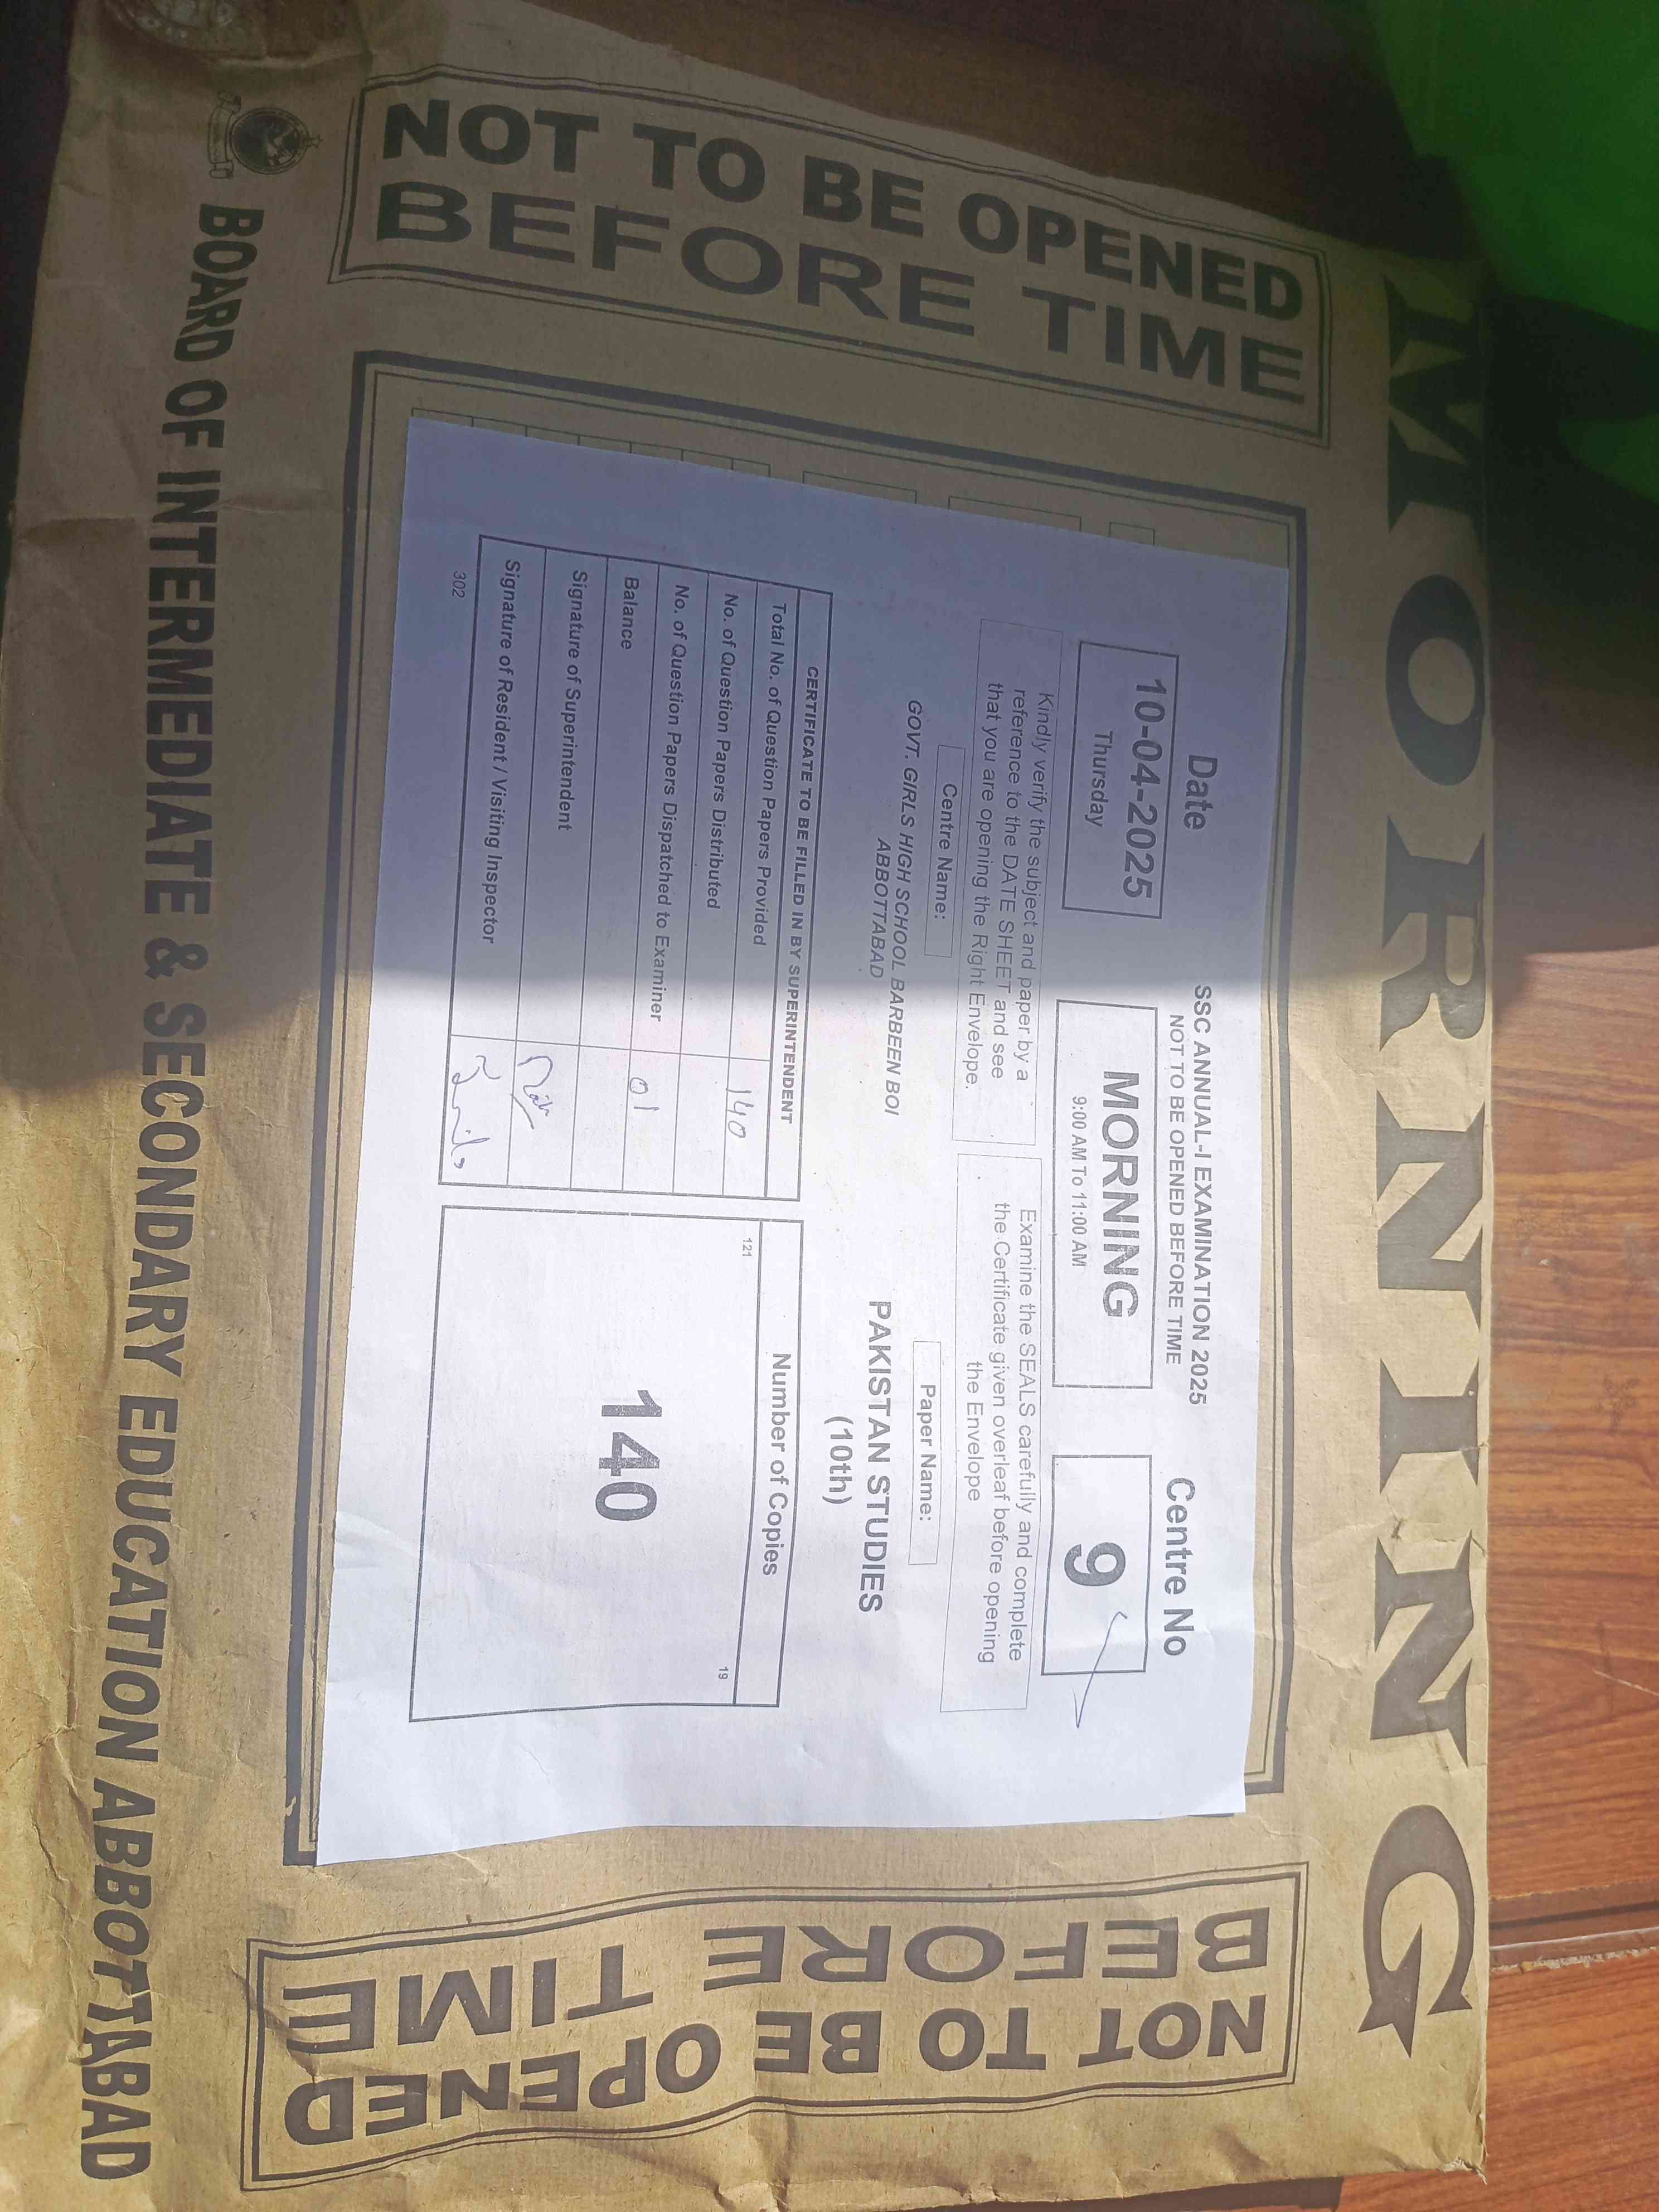 MORNING
NOT TO BE OPENED
BEFORE TIME
Date
10-04-2025
Thursday
SSC ANNUAL-I EXAMINATION 2025
NOT TO BE OPENED BEFORE TIME
MORNING
9:00 AM To 11:00 AM
Centre No
9
Kindly verify the subject and paper by a
reference to the DATE SHEET and see
that you are opening the Right Envelope.
Examine the SEALS carefully and complete
the Certificate given overleaf before opening
the Envelope
Centre Name:
GOVT. GIRLS HIGH SCHOOL BARBEEN BOI
ABBOTTABAD
Paper Name:
PAKISTAN STUDIES
(10th)
CERTIFICATE TO BE FILLED IN BY SUPERINTENDENT
Total No. of Question Papers Provided 140
No. of Question Papers Distributed
No. of Question Papers Dispatched to Examiner 01
Balance
Signature of Superintendent
Signature of Resident / Visiting Inspector
302
Number of Copies
121
19
140
NOT TO BE OPENED
BEFORE TIME
BOARD OF INTERMEDIATE & SECONDARY EDUCATION ABBOTTABAD